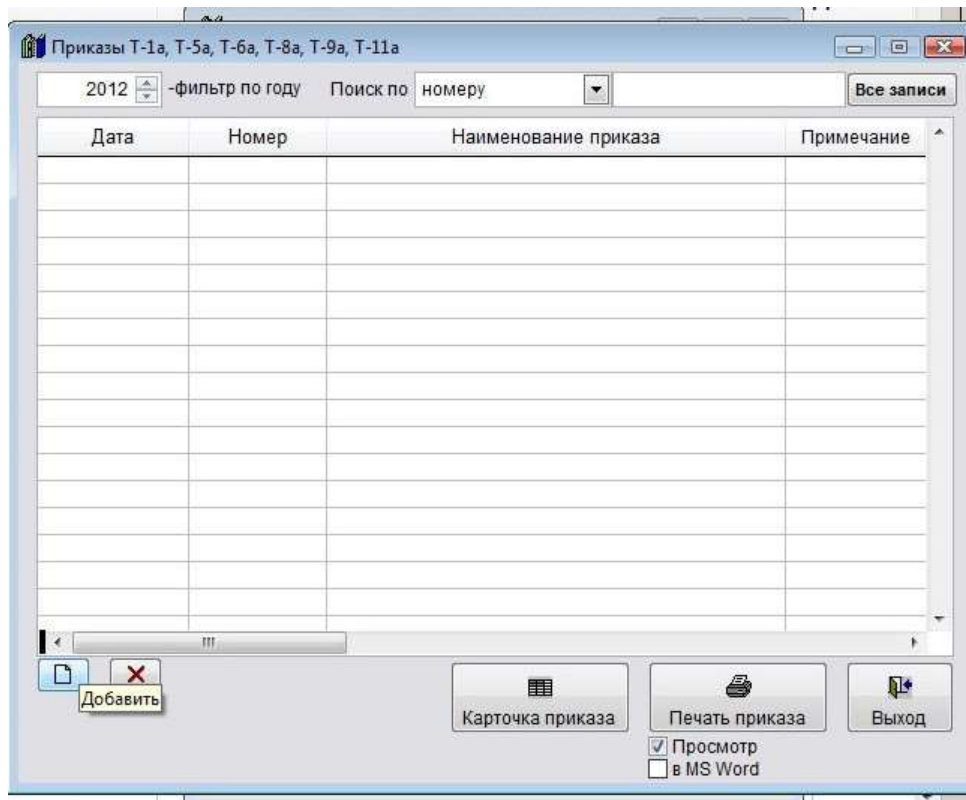 Приказы Т-1а, Т-5а, Т-6а, Т-8а, Т-9а, Т-11а
2012 -фильтр по году Поиск по номеру Все записи
Дата Номер Наименование приказа Примечание
Добавить
Карточка приказа Печать приказа Выход
Просмотр
в MS Word